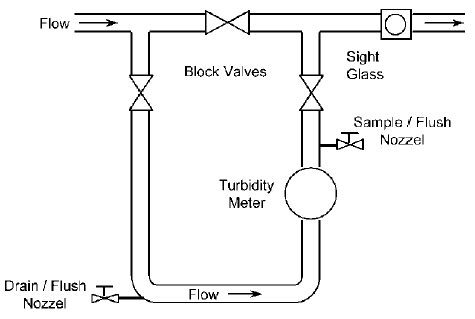 Flow
Block Valves
Sight
Glass
Sample / Flush
Nozzel
Turbidity
Meter
Drain / Flush
Nozzel
Flow